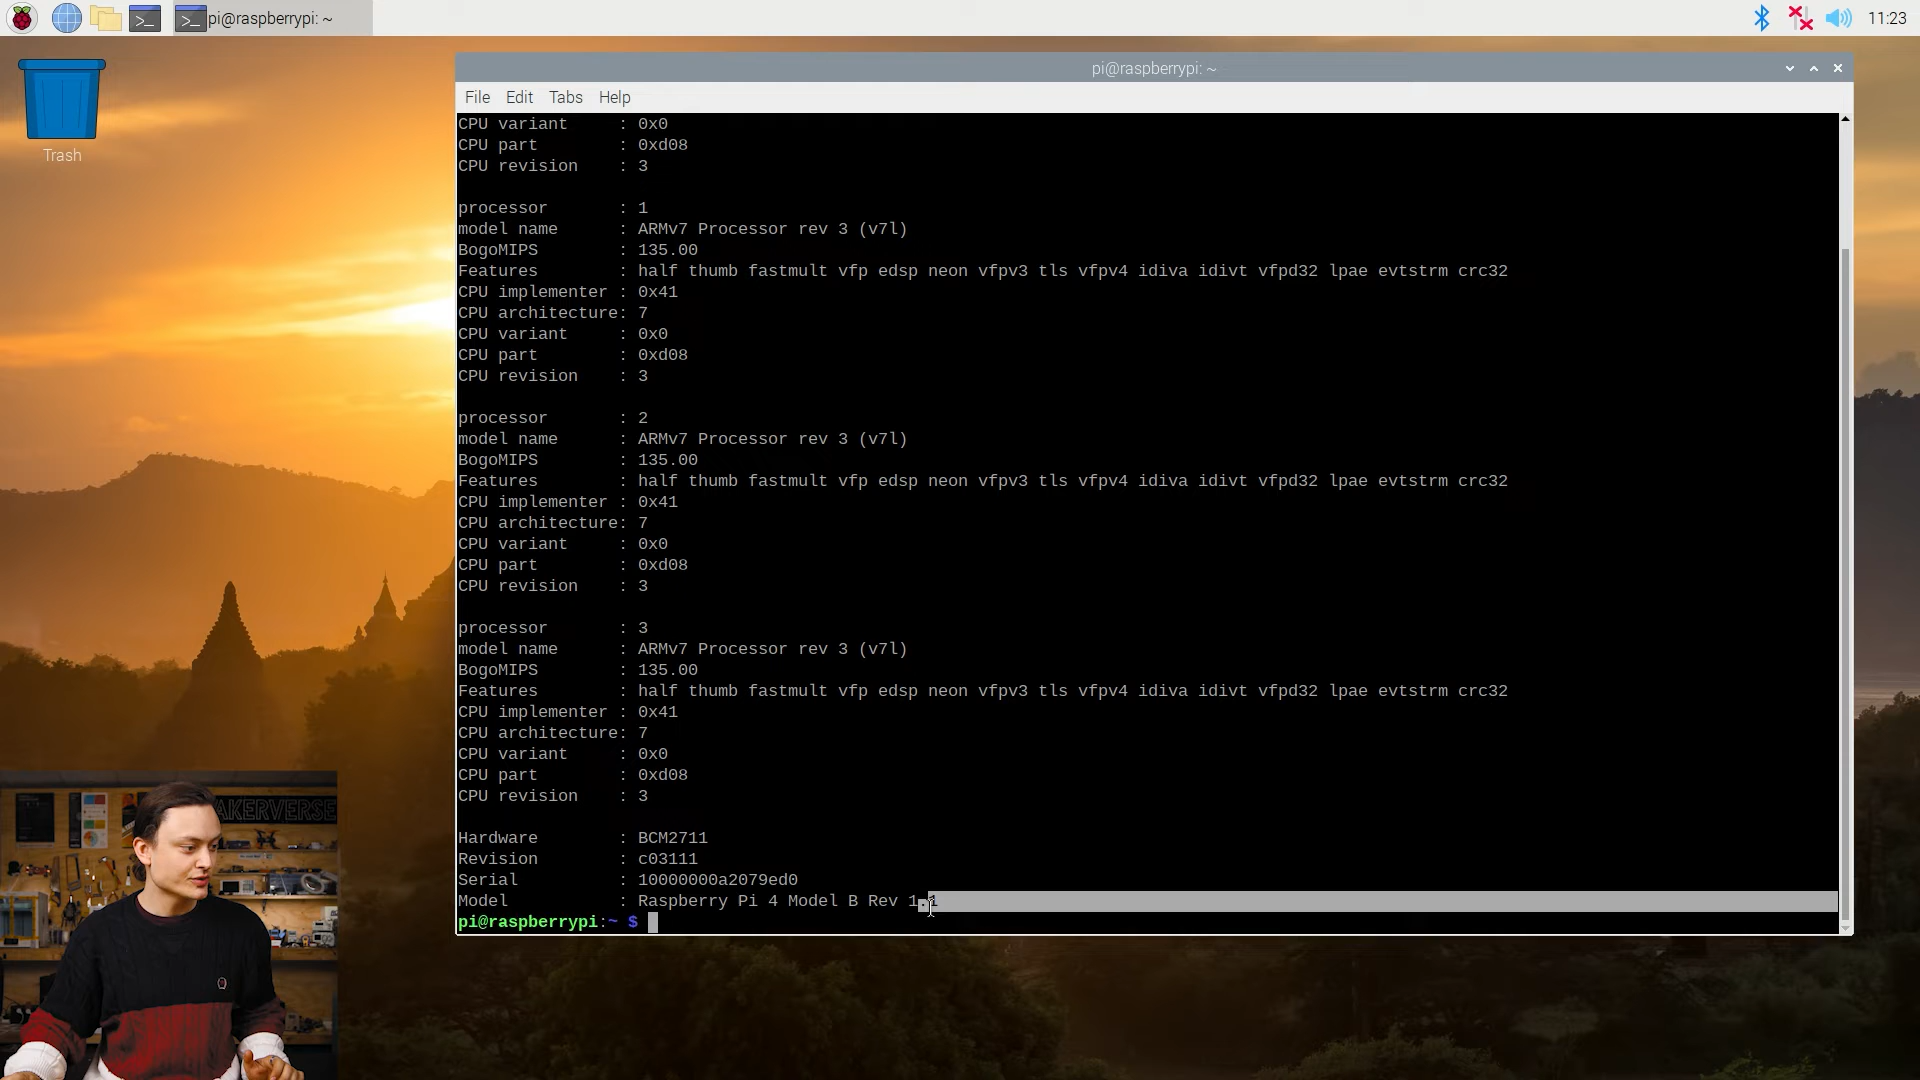 pi@raspberrypi: ~
11:23
Trash
pi@raspberrypi: ~
File Edit Tabs Help
CPU variant : 0x0
CPU part : 0xd08
CPU revision : 3
processor : 1
model name : ARMv7 Processor rev 3 (v7l)
BogoMIPS : 135.00
Features : half thumb fastmult vfp edsp neon vfpv3 tls vfpv4 idiva idivt vfpd32 lpae evtstrm crc32
CPU implementer : 0x41
CPU architecture: 7
CPU variant : 0x0
CPU part : 0xd08
CPU revision : 3
processor : 2
model name : ARMv7 Processor rev 3 (v7l)
BogoMIPS : 135.00
Features : half thumb fastmult vfp edsp neon vfpv3 tls vfpv4 idiva idivt vfpd32 lpae evtstrm crc32
CPU implementer : 0x41
CPU architecture: 7
CPU variant : 0x0
CPU part : 0xd08
CPU revision : 3
processor : 3
model name : ARMv7 Processor rev 3 (v7l)
BogoMIPS : 135.00
Features : half thumb fastmult vfp edsp neon vfpv3 tls vfpv4 idiva idivt vfpd32 lpae evtstrm crc32
CPU implementer : 0x41
CPU architecture: 7
CPU variant : 0x0
CPU part : 0xd08
CPU revision : 3
Hardware : BCM2711
Revision : c03111
Serial : 10000000a2079ed0
Model : Raspberry Pi 4 Model B Rev 1.1
pi@raspberrypi:~ $
AKERVERSE